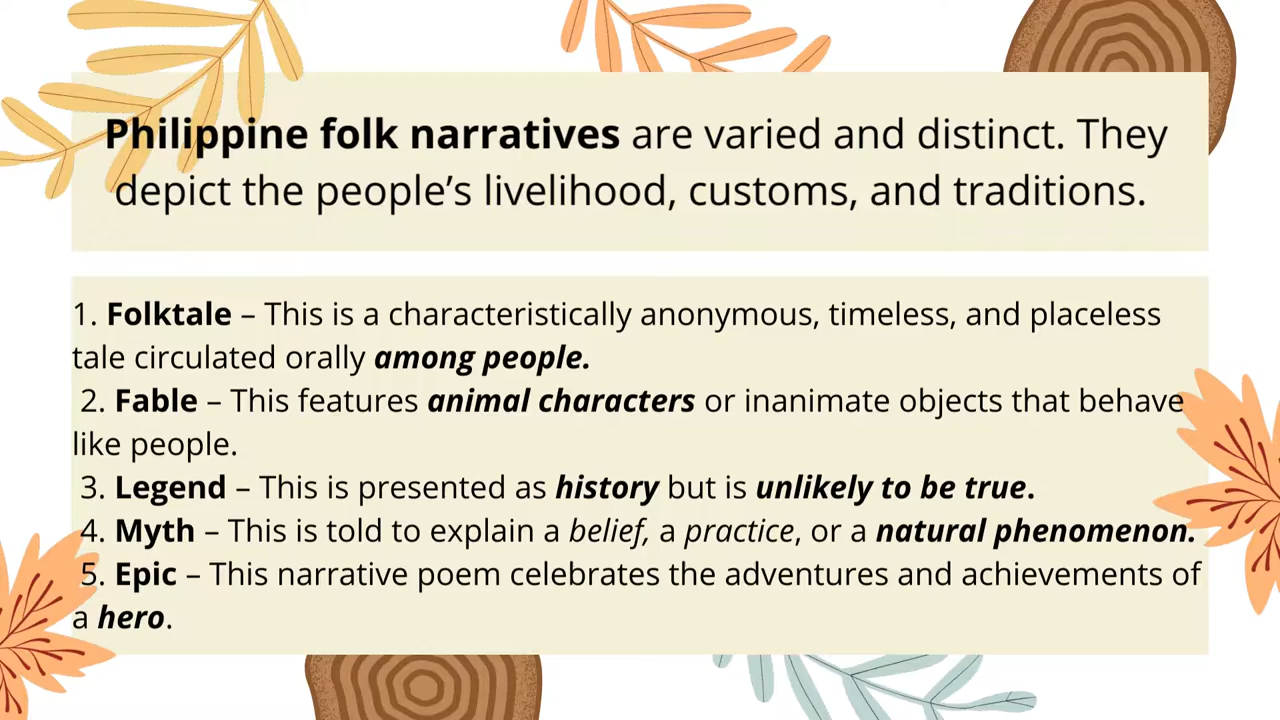 Philippine folk narratives are varied and distinct. They
depict the people’s livelihood, customs, and traditions.
1. Folktale – This is a characteristically anonymous, timeless, and placeless
tale circulated orally among people.
2. Fable – This features animal characters or inanimate objects that behave
like people.
3. Legend – This is presented as history but is unlikely to be true.
4. Myth – This is told to explain a belief, a practice, or a natural phenomenon.
5. Epic – This narrative poem celebrates the adventures and achievements of
a hero.